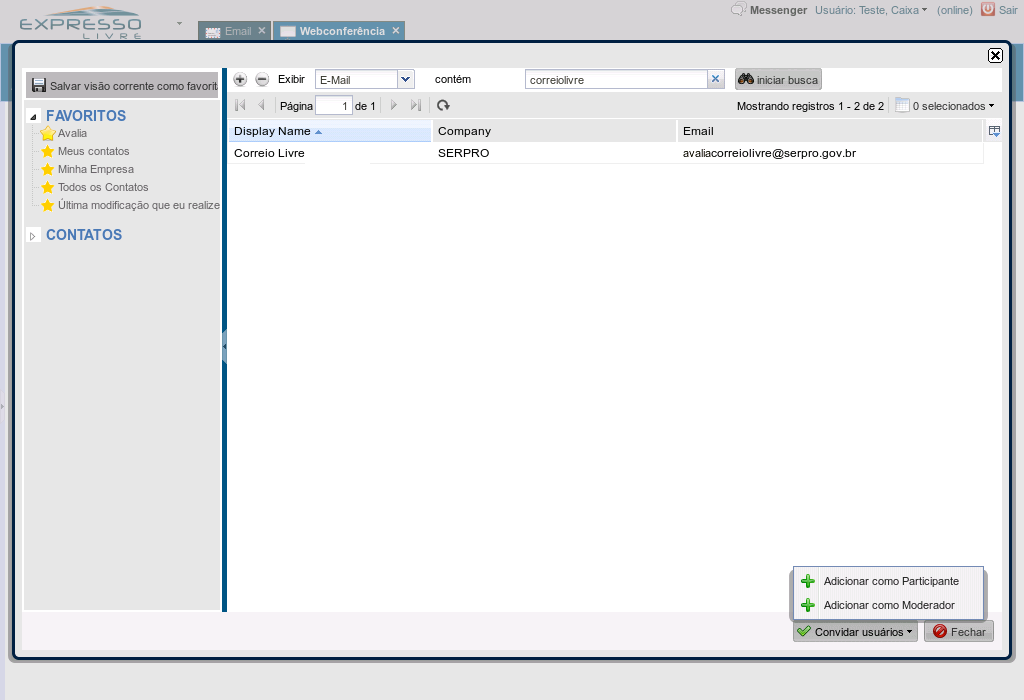 EXPRESSO
LIVRE
Email
Webconferência
Messenger
Usuário: Teste, Caixa
(online)
Sair
Salvar visão corrente como favorit
Exibir
E-Mail
contém
correiolivre
iniciar busca
Página 1 de 1
Mostrando registros 1 - 2 de 2
0 selecionados
FAVORITOS
Avalia
Meus contatos
Minha Empresa
Todos os Contatos
Última modificação que eu realize
CONTATOS
Display Name
Company
Email
Correio Livre
SERPRO
avaliacorreiolivre@serpro.gov.br
Adicionar como Participante
Adicionar como Moderador
Convidar usuários
Fechar